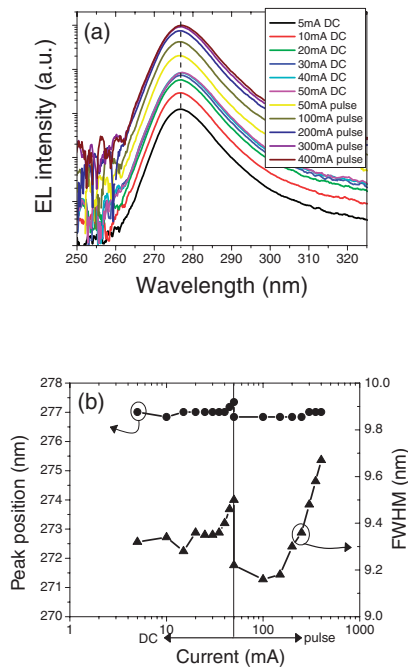 (a)
5mA DC
10mA DC
20mA DC
30mA DC
40mA DC
50mA DC
50mA pulse
100mA pulse
200mA pulse
300mA pulse
400mA pulse
EL intensity (a.u.)
250 260 270 280 290 300 310 320
Wavelength (nm)
(b)
278
277
276
275
274
273
272
271
270
Peak position (nm)
10.0
9.8
9.6
9.4
9.2
9.0
FWHM (nm)
1 10 100 1000
DC pulse
Current (mA)